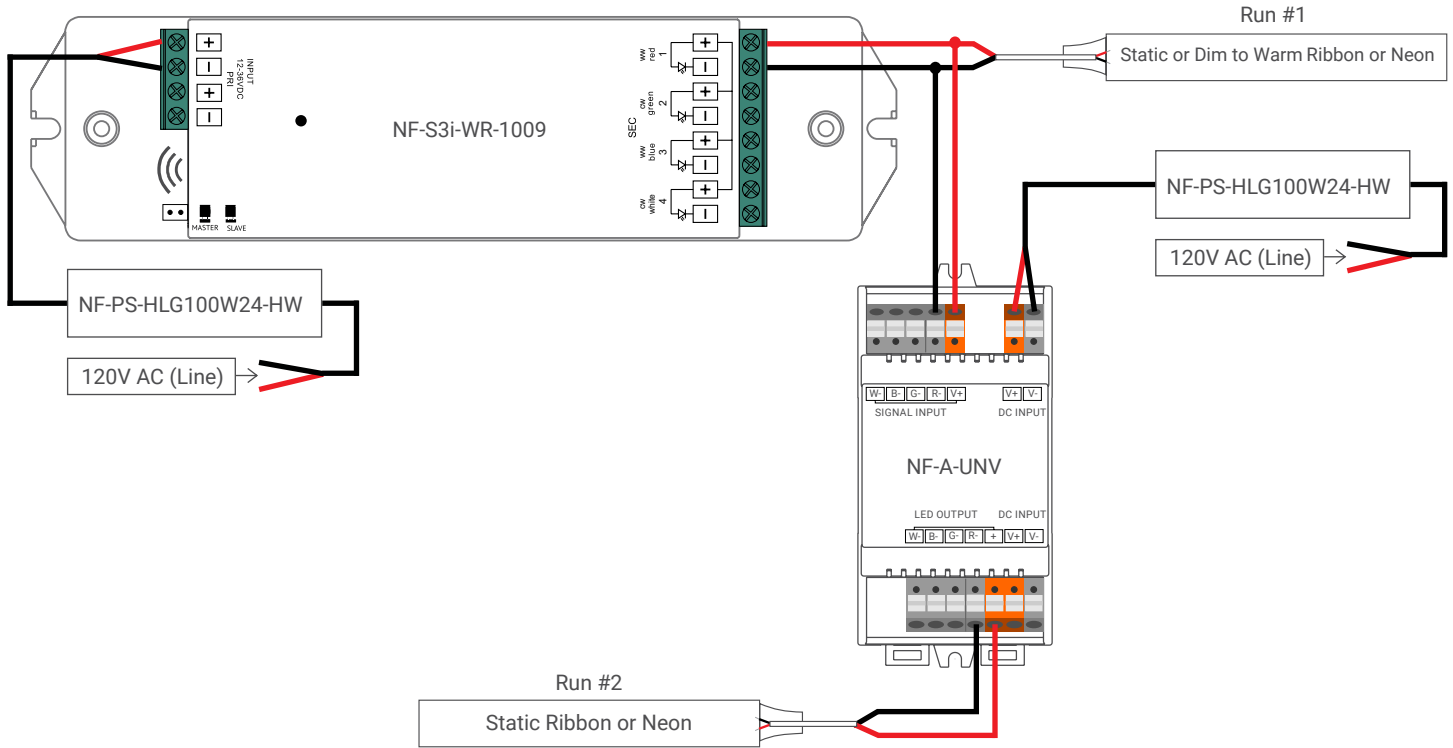 Run #1
Static or Dim to Warm Ribbon or Neon
+
−
+
−
INPUT
12-36VDC
PRI
NF-S3i-WR-1009
SEC
ww
red
1
+
−
cw
green
2
+
−
ww
blue
3
+
−
cw
white
4
+
−
MASTER SLAVE
NF-PS-HLG100W24-HW
120V AC (Line)
NF-PS-HLG100W24-HW
120V AC (Line)
W- B- G- R- V+ V+ V-
SIGNAL INPUT DC INPUT
NF-A-UNV
LED OUTPUT DC INPUT
W- B- G- R- + V+ V-
Run #2
Static Ribbon or Neon